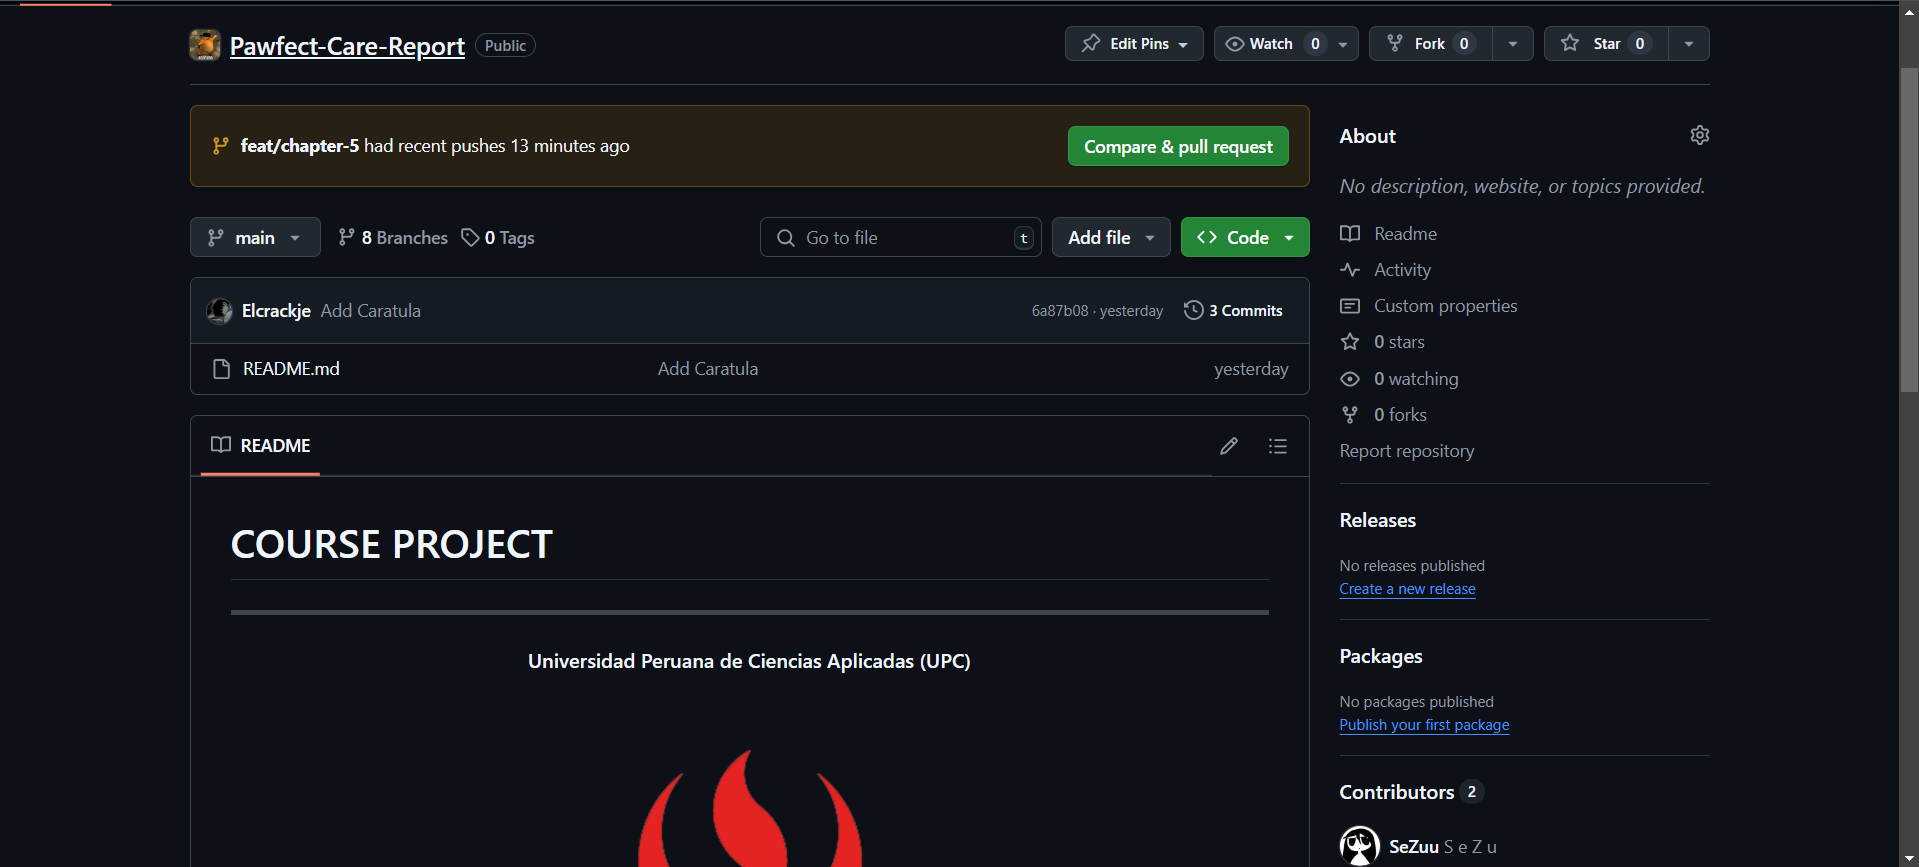 Pawfect-Care-Report Public
Edit Pins
Watch 0
Fork 0
Star 0
feat/chapter-5 had recent pushes 13 minutes ago
Compare & pull request
main
8 Branches
0 Tags
Go to file
t
Add file
Code
Elcrackje Add Caratula
6a87b08 · yesterday
3 Commits
README.md
Add Caratula
yesterday
README
COURSE PROJECT
Universidad Peruana de Ciencias Aplicadas (UPC)
About
No description, website, or topics provided.
Readme
Activity
Custom properties
0 stars
0 watching
0 forks
Report repository
Releases
No releases published
Create a new release
Packages
No packages published
Publish your first package
Contributors 2
SeZuu S e Z u